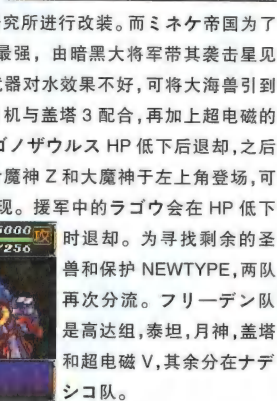 究所进行改装。而ミネケ帝国为了
最强，由暗黑大将军带其袭击星见
武器对水效果不好,可将大海兽引到
机与盖塔3配合,再加上超电磁的
ゴノザウルス HP 低下后退却,之后
魔神Z和大魔神于左上角登场,可
现。援军中的ラゴウ会在HP低下
5000 攻
/256
时退却。为寻找剩余的圣
兽和保护 NEWTYPE,两队
再次分流。フリーデン队
是高达组,泰坦,月神,盖塔
和超电磁 V,其余分在ナデ
シコ队。